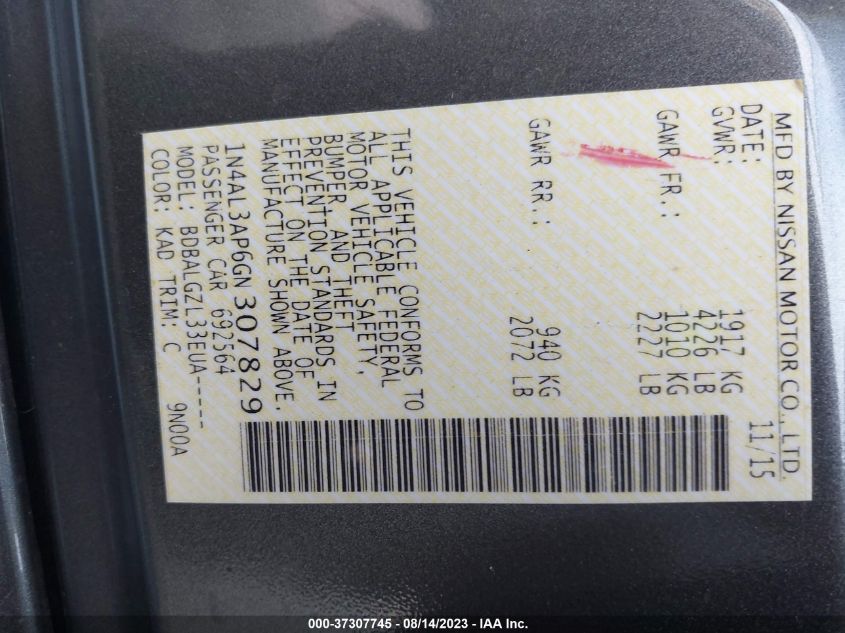 MFD BY NISSAN MOTOR CO., LTD.
DATE: 11/15
GVWR: 1917 KG
4226 LB
GAWR FR.: 1010 KG
2227 LB
GAWR RR.: 940 KG
2072 LB
THIS VEHICLE CONFORMS TO
ALL APPLICABLE FEDERAL
MOTOR VEHICLE SAFETY,
BUMPER, AND THEFT
PREVENTION STANDARDS IN
EFFECT ON THE DATE OF
MANUFACTURE SHOWN ABOVE.
1N4AL3AP6GN307829
PASSENGER CAR 692564
MODEL: BDBALGZL33EUA-----
COLOR: KAD TRIM: C 9N00A
000-37307745 - 08/14/2023 - IAA Inc.